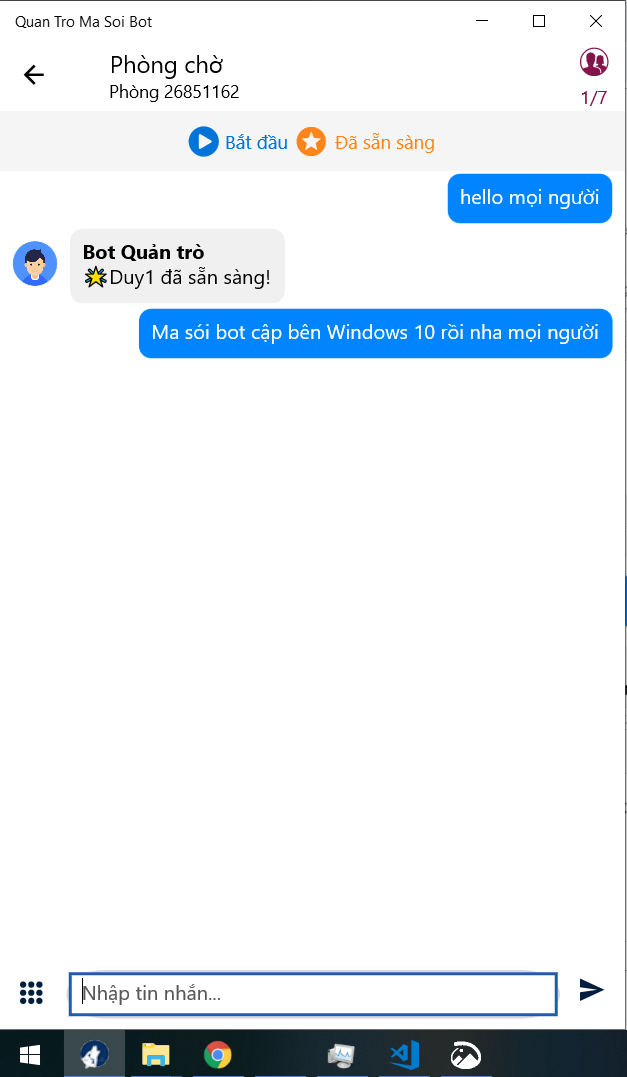 Quan Tro Ma Soi Bot
Phòng chờ
Phòng 26851162
1/7
Bắt đầu
Đã sẵn sàng
hello mọi người
Bot Quản trò
🌟Duy1 đã sẵn sàng!
Ma sói bot cập bên Windows 10 rồi nha mọi người
Nhập tin nhắn...